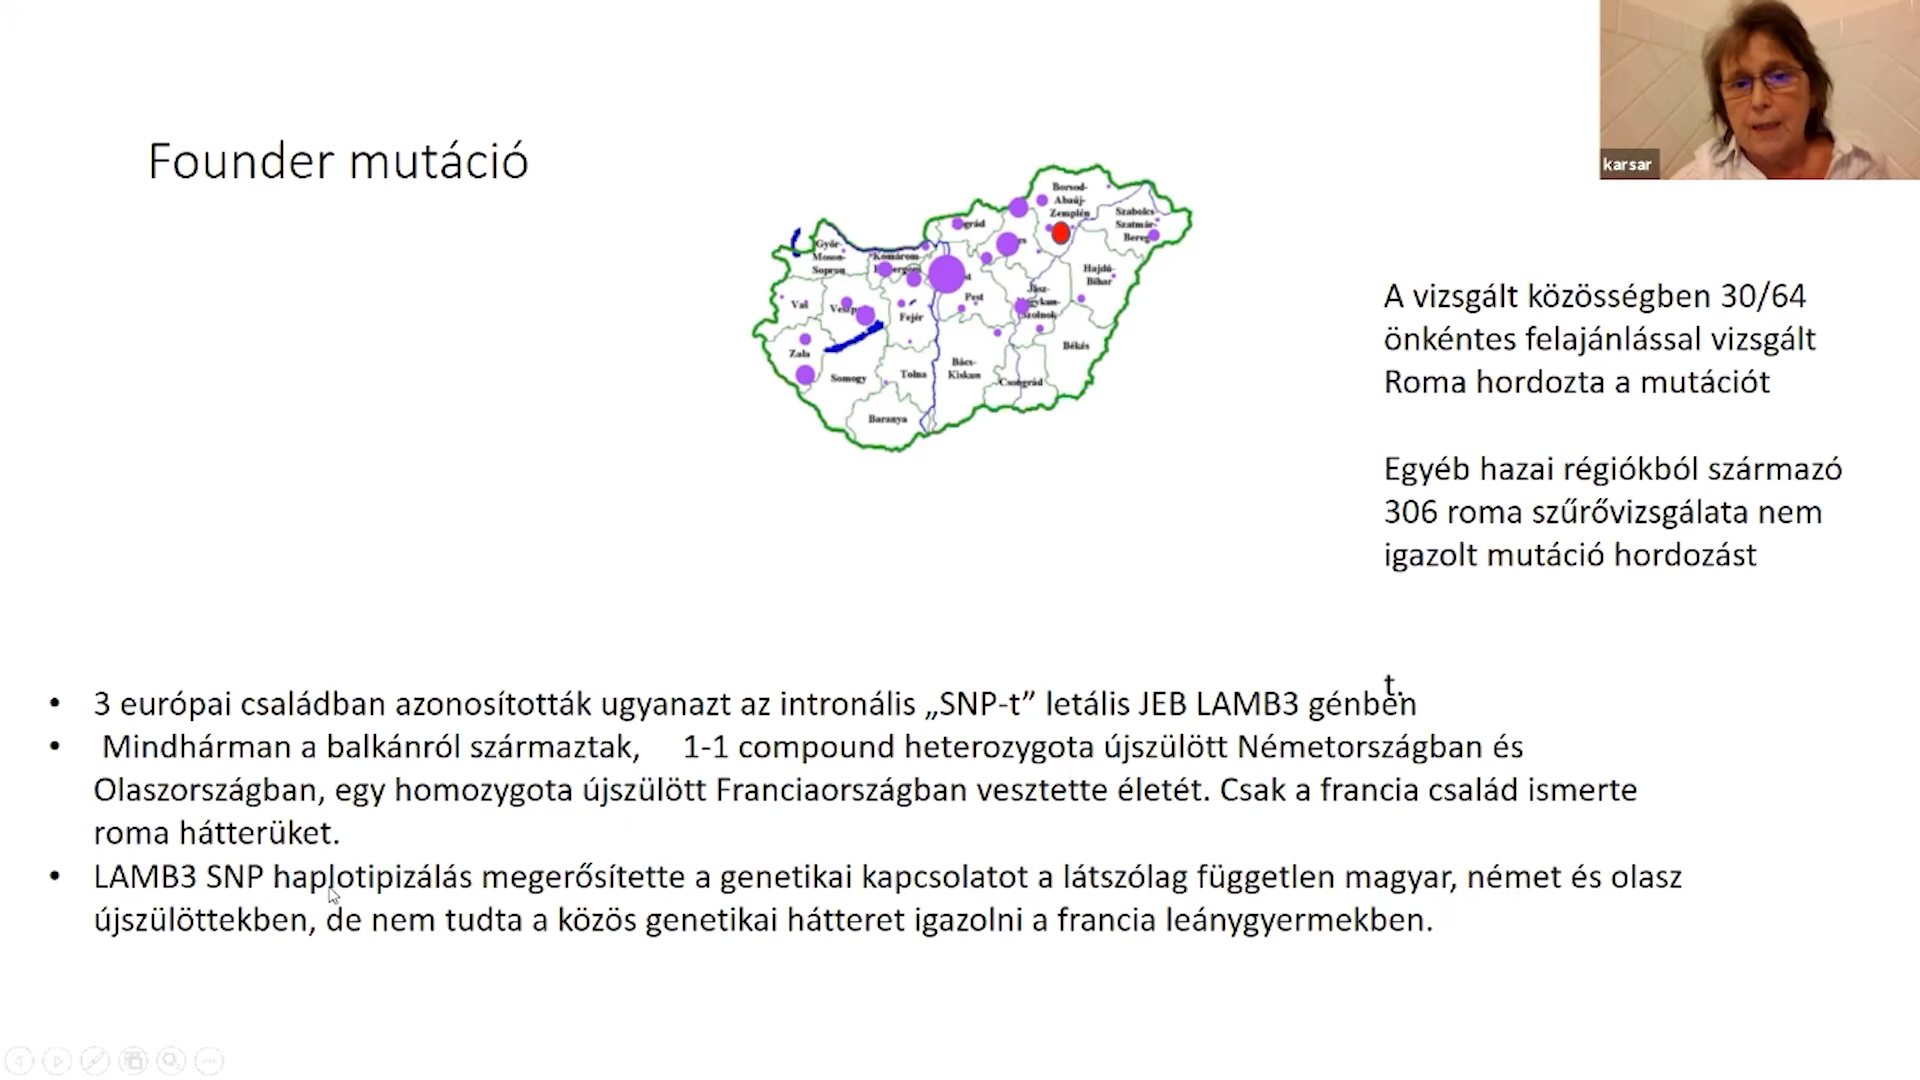 karsar
Founder mutáció
Borsod-
Abaúj-
Zemplén
Szabolcs-
Szatmár-
Bereg
Győr-
Moson-
Sopron
Komárom-
Hajdú-
Bihar
Jász-
Vas
Pest
Fejér
Békés
Zala
Somogy
Tolna
Bács-
Kiskun
Csongrád
Baranya
A vizsgált közösségben 30/64
önkéntes felajánlással vizsgált
Roma hordozta a mutációt
Egyéb hazai régiókból származó
306 roma szűrővizsgálata nem
igazolt mutáció hordozást
t.
• 3 európai családban azonosították ugyanazt az intronális „SNP-t” letális JEB LAMB3 génben
• Mindhárman a balkánról származtak, 1-1 compound heterozygota újszülött Németországban és
Olaszországban, egy homozygota újszülött Franciaországban vesztette életét. Csak a francia család ismerte
roma hátterüket.
• LAMB3 SNP haplotipizálás megerősítette a genetikai kapcsolatot a látszólag független magyar, német és olasz
újszülöttekben, de nem tudta a közös genetikai hátteret igazolni a francia leánygyermekben.